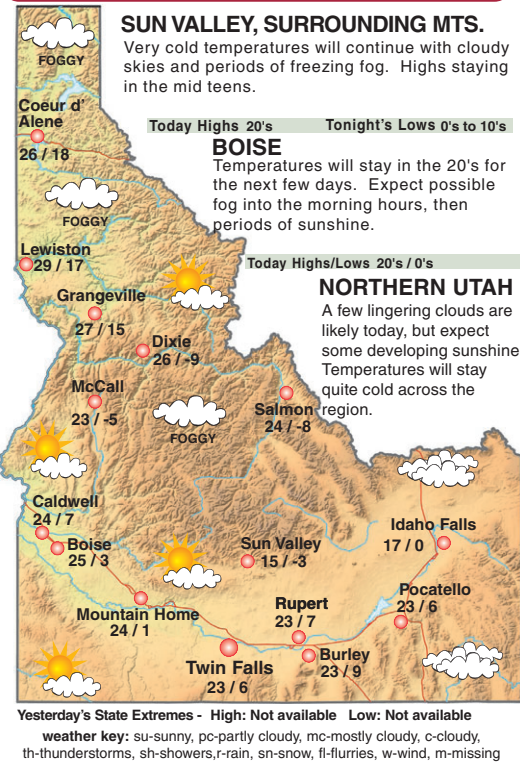 SUN VALLEY, SURROUNDING MTS.
Very cold temperatures will continue with cloudy
skies and periods of freezing fog. Highs staying
in the mid teens.
FOGGY
Coeur d'
Alene
26 / 18
Today Highs 20's Tonight's Lows 0's to 10's
BOISE
Temperatures will stay in the 20's for
the next few days. Expect possible
fog into the morning hours, then
periods of sunshine.
FOGGY
Lewiston
29 / 17
Today Highs/Lows 20's / 0's
NORTHERN UTAH
A few lingering clouds are
likely today, but expect
some developing sunshine
Temperatures will stay
quite cold across the
region.
Grangeville
27 / 15
Dixie
26 / -9
McCall
23 / -5
Salmon
24 / -8
FOGGY
Caldwell
24 / 7
Boise
25 / 3
Sun Valley
15 / -3
Idaho Falls
17 / 0
Mountain Home
24 / 1
Rupert
23 / 7
Pocatello
23 / 6
Twin Falls
23 / 6
Burley
23 / 9
Yesterday's State Extremes - High: Not available Low: Not available
weather key: su-sunny, pc-partly cloudy, mc-mostly cloudy, c-cloudy,
th-thunderstorms, sh-showers,r-rain, sn-snow, fl-flurries, w-wind, m-missing